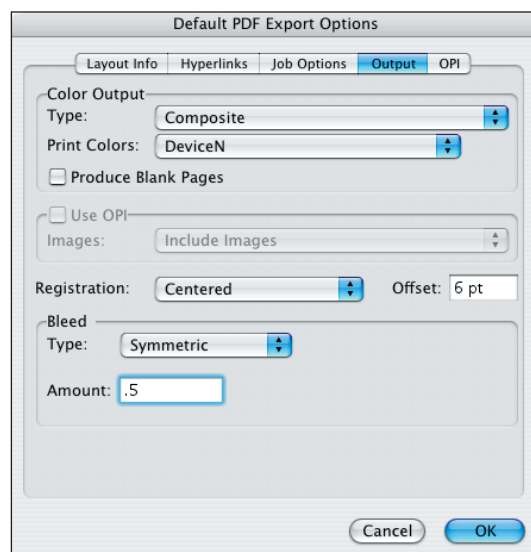 Default PDF Export Options
Layout Info Hyperlinks Job Options Output OPI
Color Output
Type: Composite
Print Colors: DeviceN
Produce Blank Pages
Use OPI
Images: Include Images
Registration: Centered Offset: 6 pt
Bleed
Type: Symmetric
Amount: .5
Cancel OK